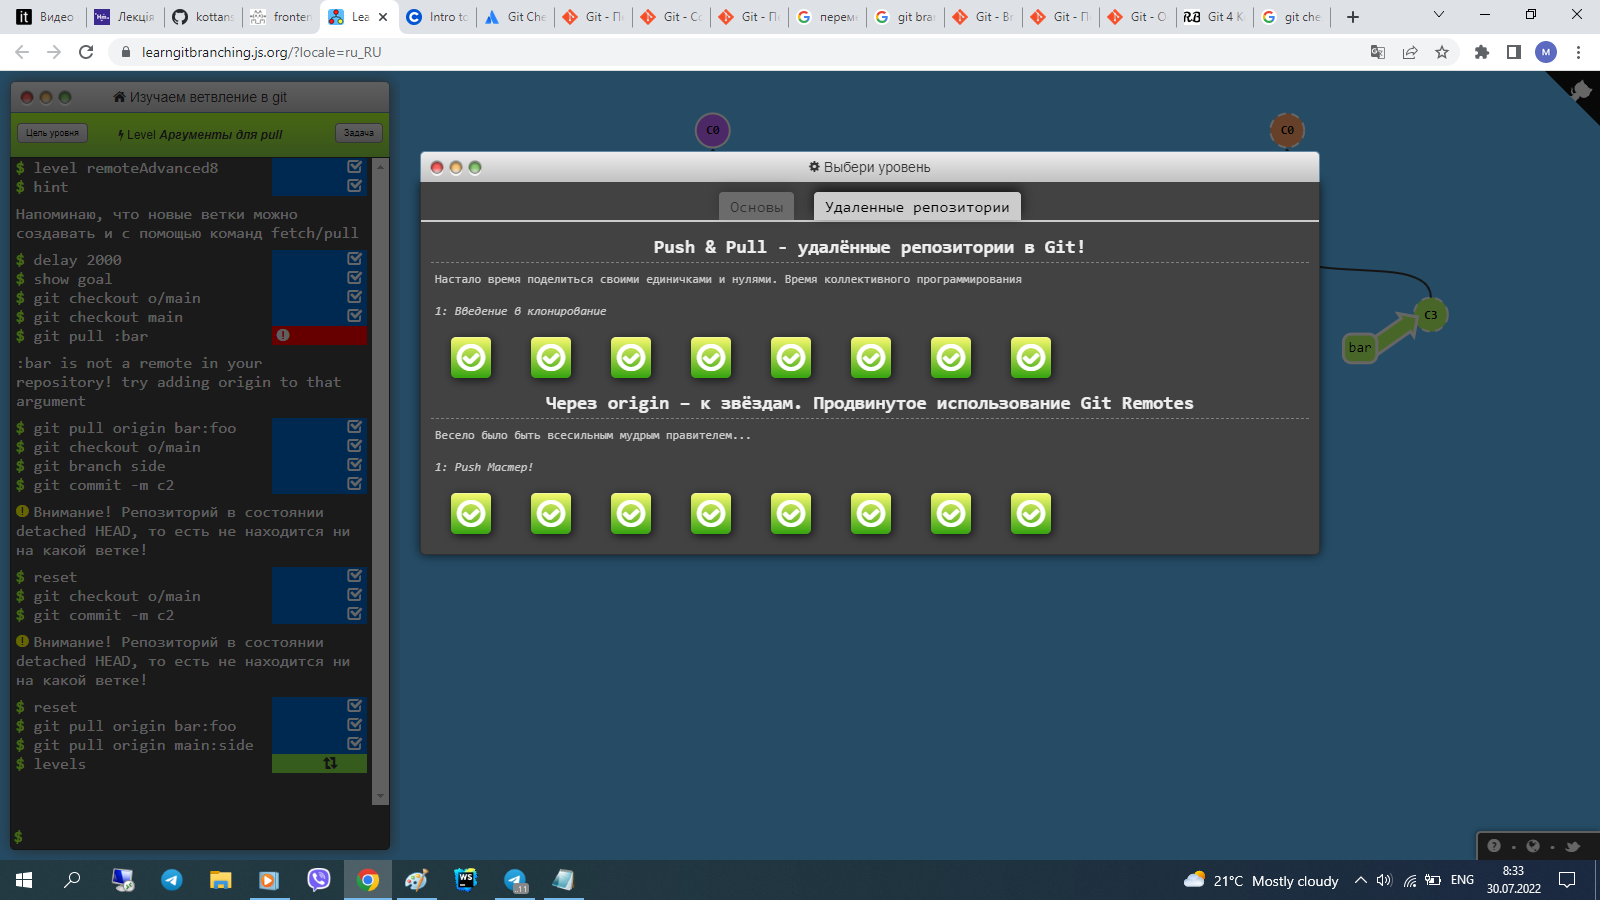 Видео
Лекція
kottans
fronten
Lea
Intro to
Git Che
Git - По
Git - Co
Git - По
переме
git bra
Git - Br
Git - П
Git - О
Git 4 K
git che
learngitbranching.js.org/?locale=ru_RU
M
Изучаем ветвление в git
Цель уровня
Level Аргументы для pull
Задача
$ level remoteAdvanced8
$ hint
Напоминаю, что новые ветки можно
создавать и с помощью команд fetch/pull
$ delay 2000
$ show goal
$ git checkout o/main
$ git checkout main
$ git pull :bar
:bar is not a remote in your
repository! try adding origin to that
argument
$ git pull origin bar:foo
$ git checkout o/main
$ git branch side
$ git commit -m c2
Внимание! Репозиторий в состоянии
detached HEAD, то есть не находится ни
на какой ветке!
$ reset
$ git checkout o/main
$ git commit -m c2
Внимание! Репозиторий в состоянии
detached HEAD, то есть не находится ни
на какой ветке!
$ reset
$ git pull origin bar:foo
$ git pull origin main:side
$ levels
$
C0
C0
C3
bar
Выбери уровень
Основы
Удаленные репозитории
Push & Pull - удалённые репозитории в Git!
Настало время поделиться своими единичками и нулями. Время коллективного программирования
1: Введение в клонирование
Через origin – к звёздам. Продвинутое использование Git Remotes
Весело было быть всесильным мудрым правителем...
1: Push Мастер!
21°C Mostly cloudy
ENG
8:33
30.07.2022